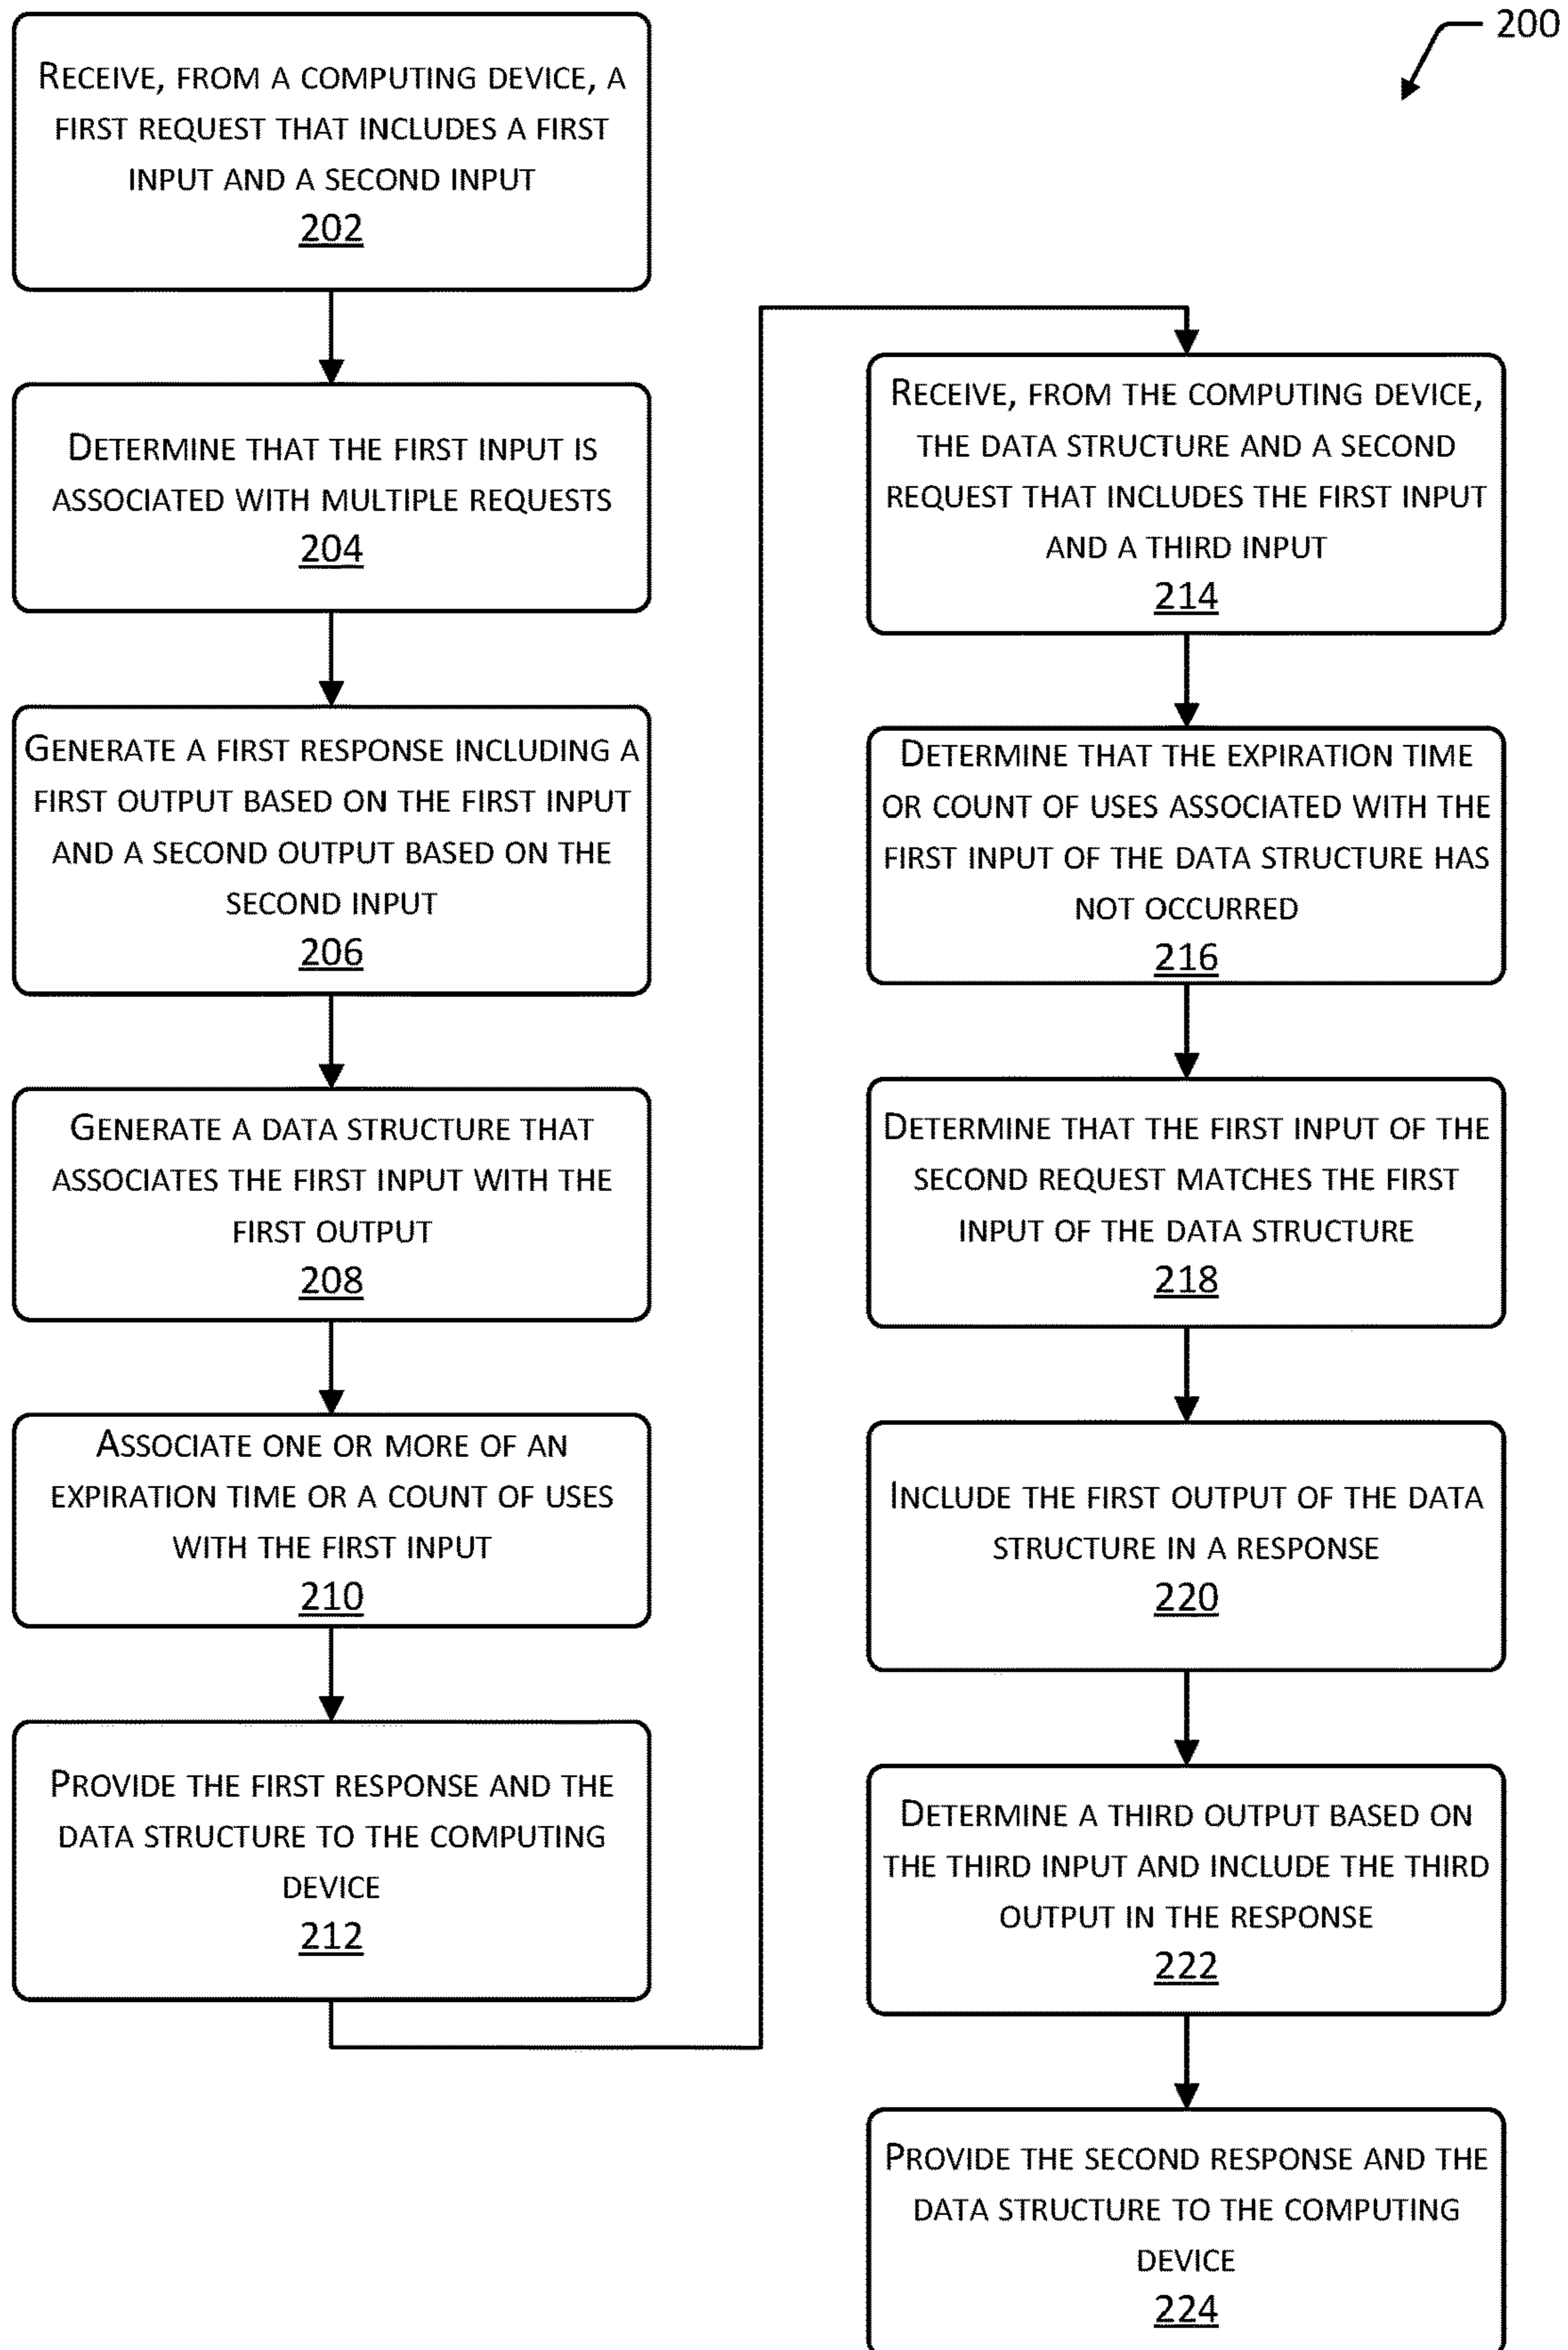 200
RECEIVE, FROM A COMPUTING DEVICE, A
FIRST REQUEST THAT INCLUDES A FIRST
INPUT AND A SECOND INPUT
202
DETERMINE THAT THE FIRST INPUT IS
ASSOCIATED WITH MULTIPLE REQUESTS
204
GENERATE A FIRST RESPONSE INCLUDING A
FIRST OUTPUT BASED ON THE FIRST INPUT
AND A SECOND OUTPUT BASED ON THE
SECOND INPUT
206
GENERATE A DATA STRUCTURE THAT
ASSOCIATES THE FIRST INPUT WITH THE
FIRST OUTPUT
208
ASSOCIATE ONE OR MORE OF AN
EXPIRATION TIME OR A COUNT OF USES
WITH THE FIRST INPUT
210
PROVIDE THE FIRST RESPONSE AND THE
DATA STRUCTURE TO THE COMPUTING
DEVICE
212
RECEIVE, FROM THE COMPUTING DEVICE,
THE DATA STRUCTURE AND A SECOND
REQUEST THAT INCLUDES THE FIRST INPUT
AND A THIRD INPUT
214
DETERMINE THAT THE EXPIRATION TIME
OR COUNT OF USES ASSOCIATED WITH THE
FIRST INPUT OF THE DATA STRUCTURE HAS
NOT OCCURRED
216
DETERMINE THAT THE FIRST INPUT OF THE
SECOND REQUEST MATCHES THE FIRST
INPUT OF THE DATA STRUCTURE
218
INCLUDE THE FIRST OUTPUT OF THE DATA
STRUCTURE IN A RESPONSE
220
DETERMINE A THIRD OUTPUT BASED ON
THE THIRD INPUT AND INCLUDE THE THIRD
OUTPUT IN THE RESPONSE
222
PROVIDE THE SECOND RESPONSE AND THE
DATA STRUCTURE TO THE COMPUTING
DEVICE
224